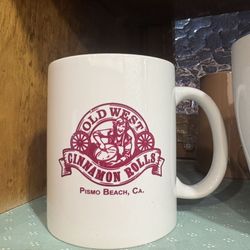 OLD WEST
CINNAMON ROLLS
PISMO BEACH, CA.